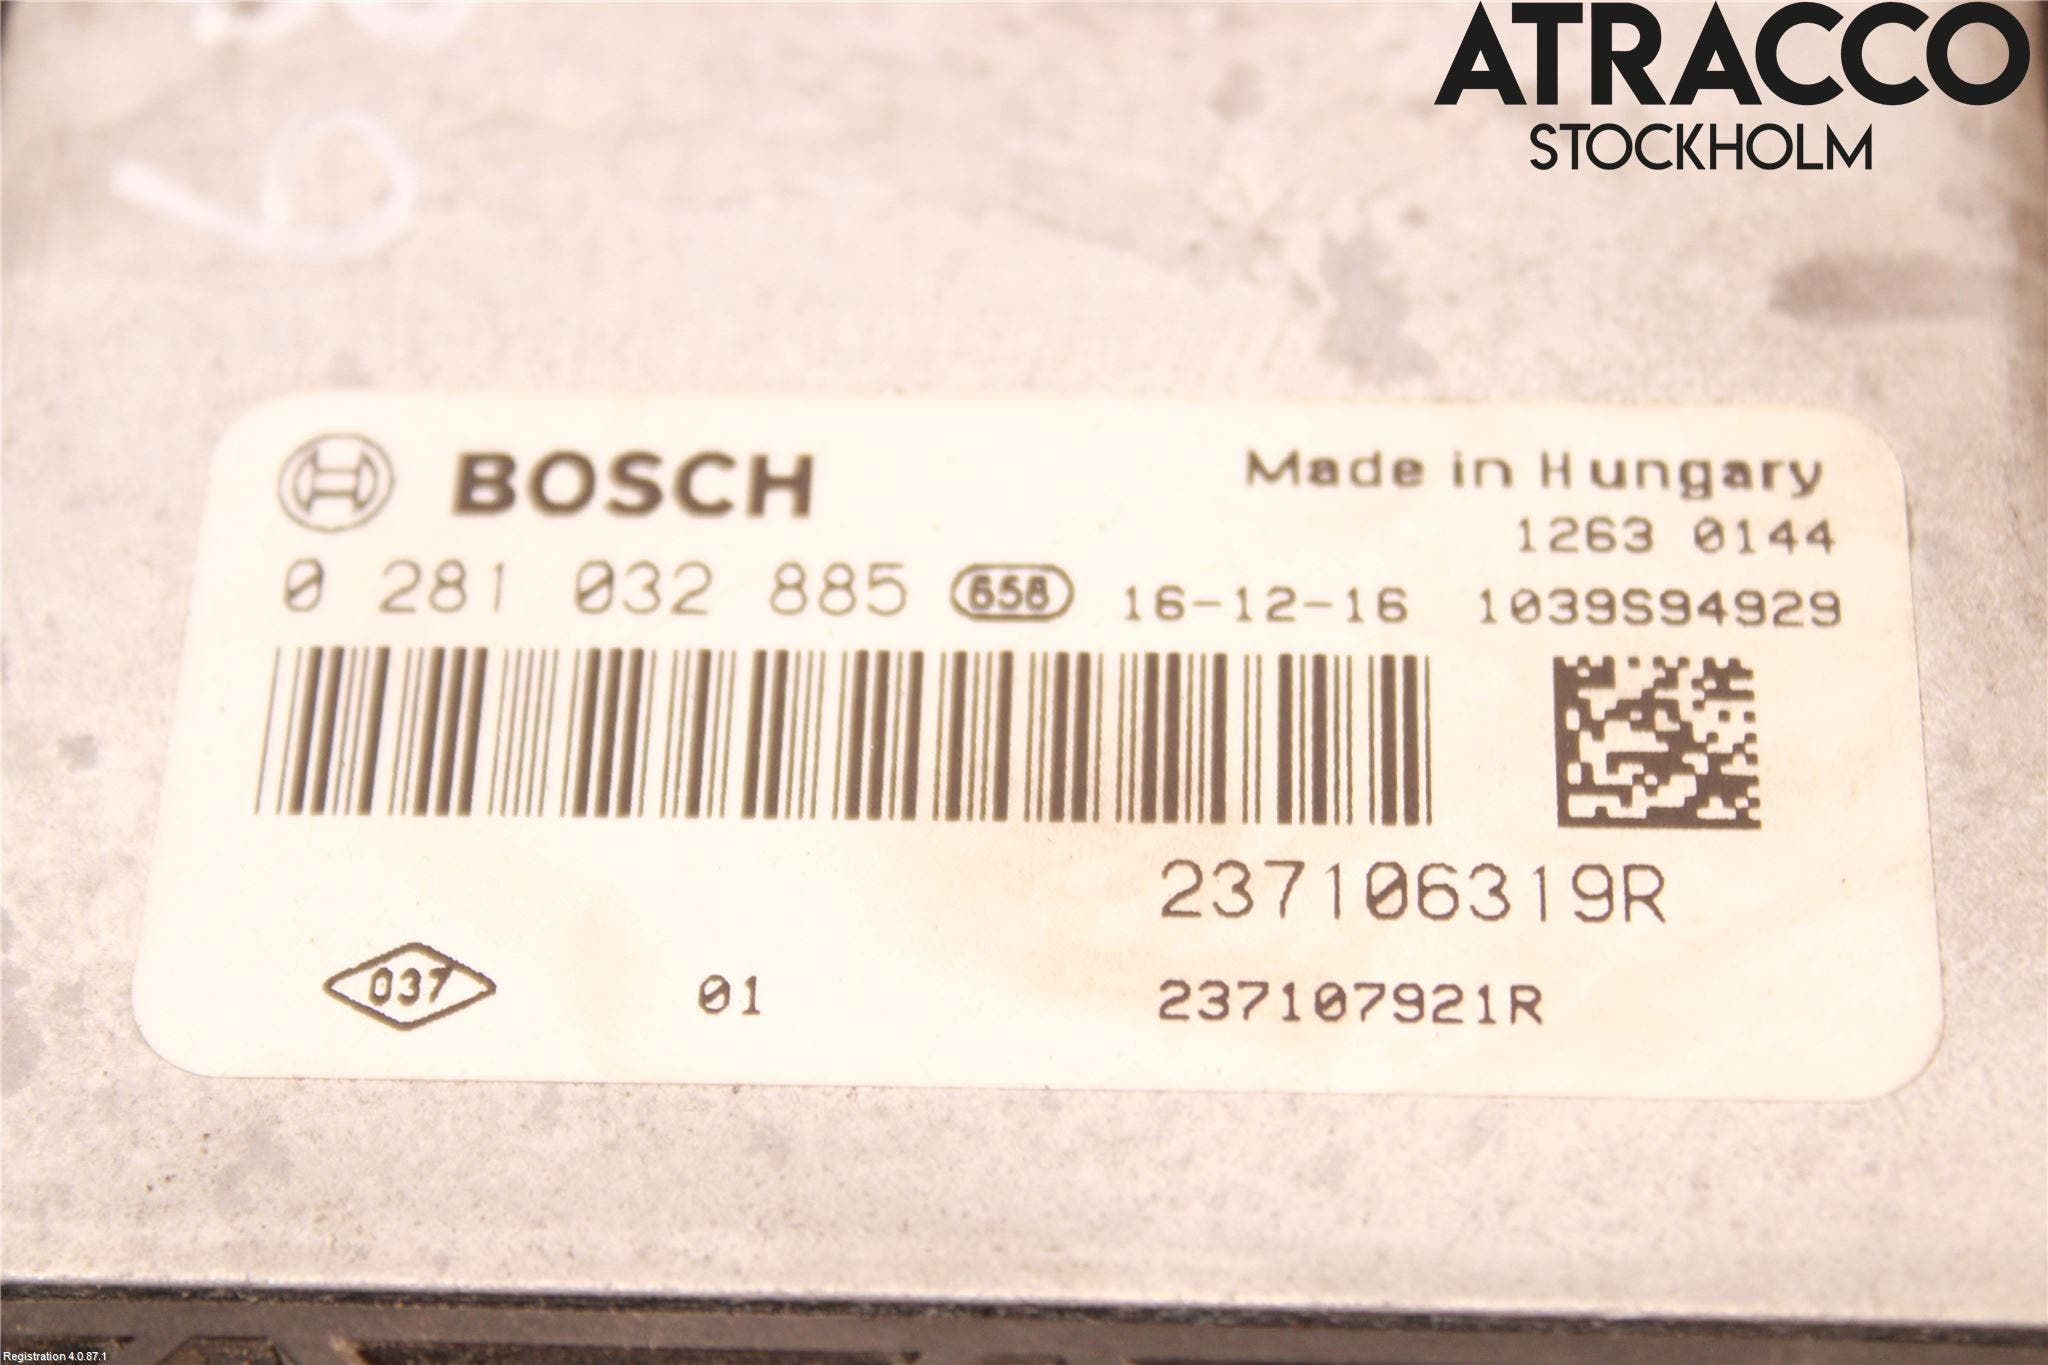 ATRACCO
STOCKHOLM
9
BOSCH
Made in Hungary
1263 0144
0 281 032 885 658 16-12-16 1039S94929
237106319R
037 01 237107921R
Registration 4.0.87.1